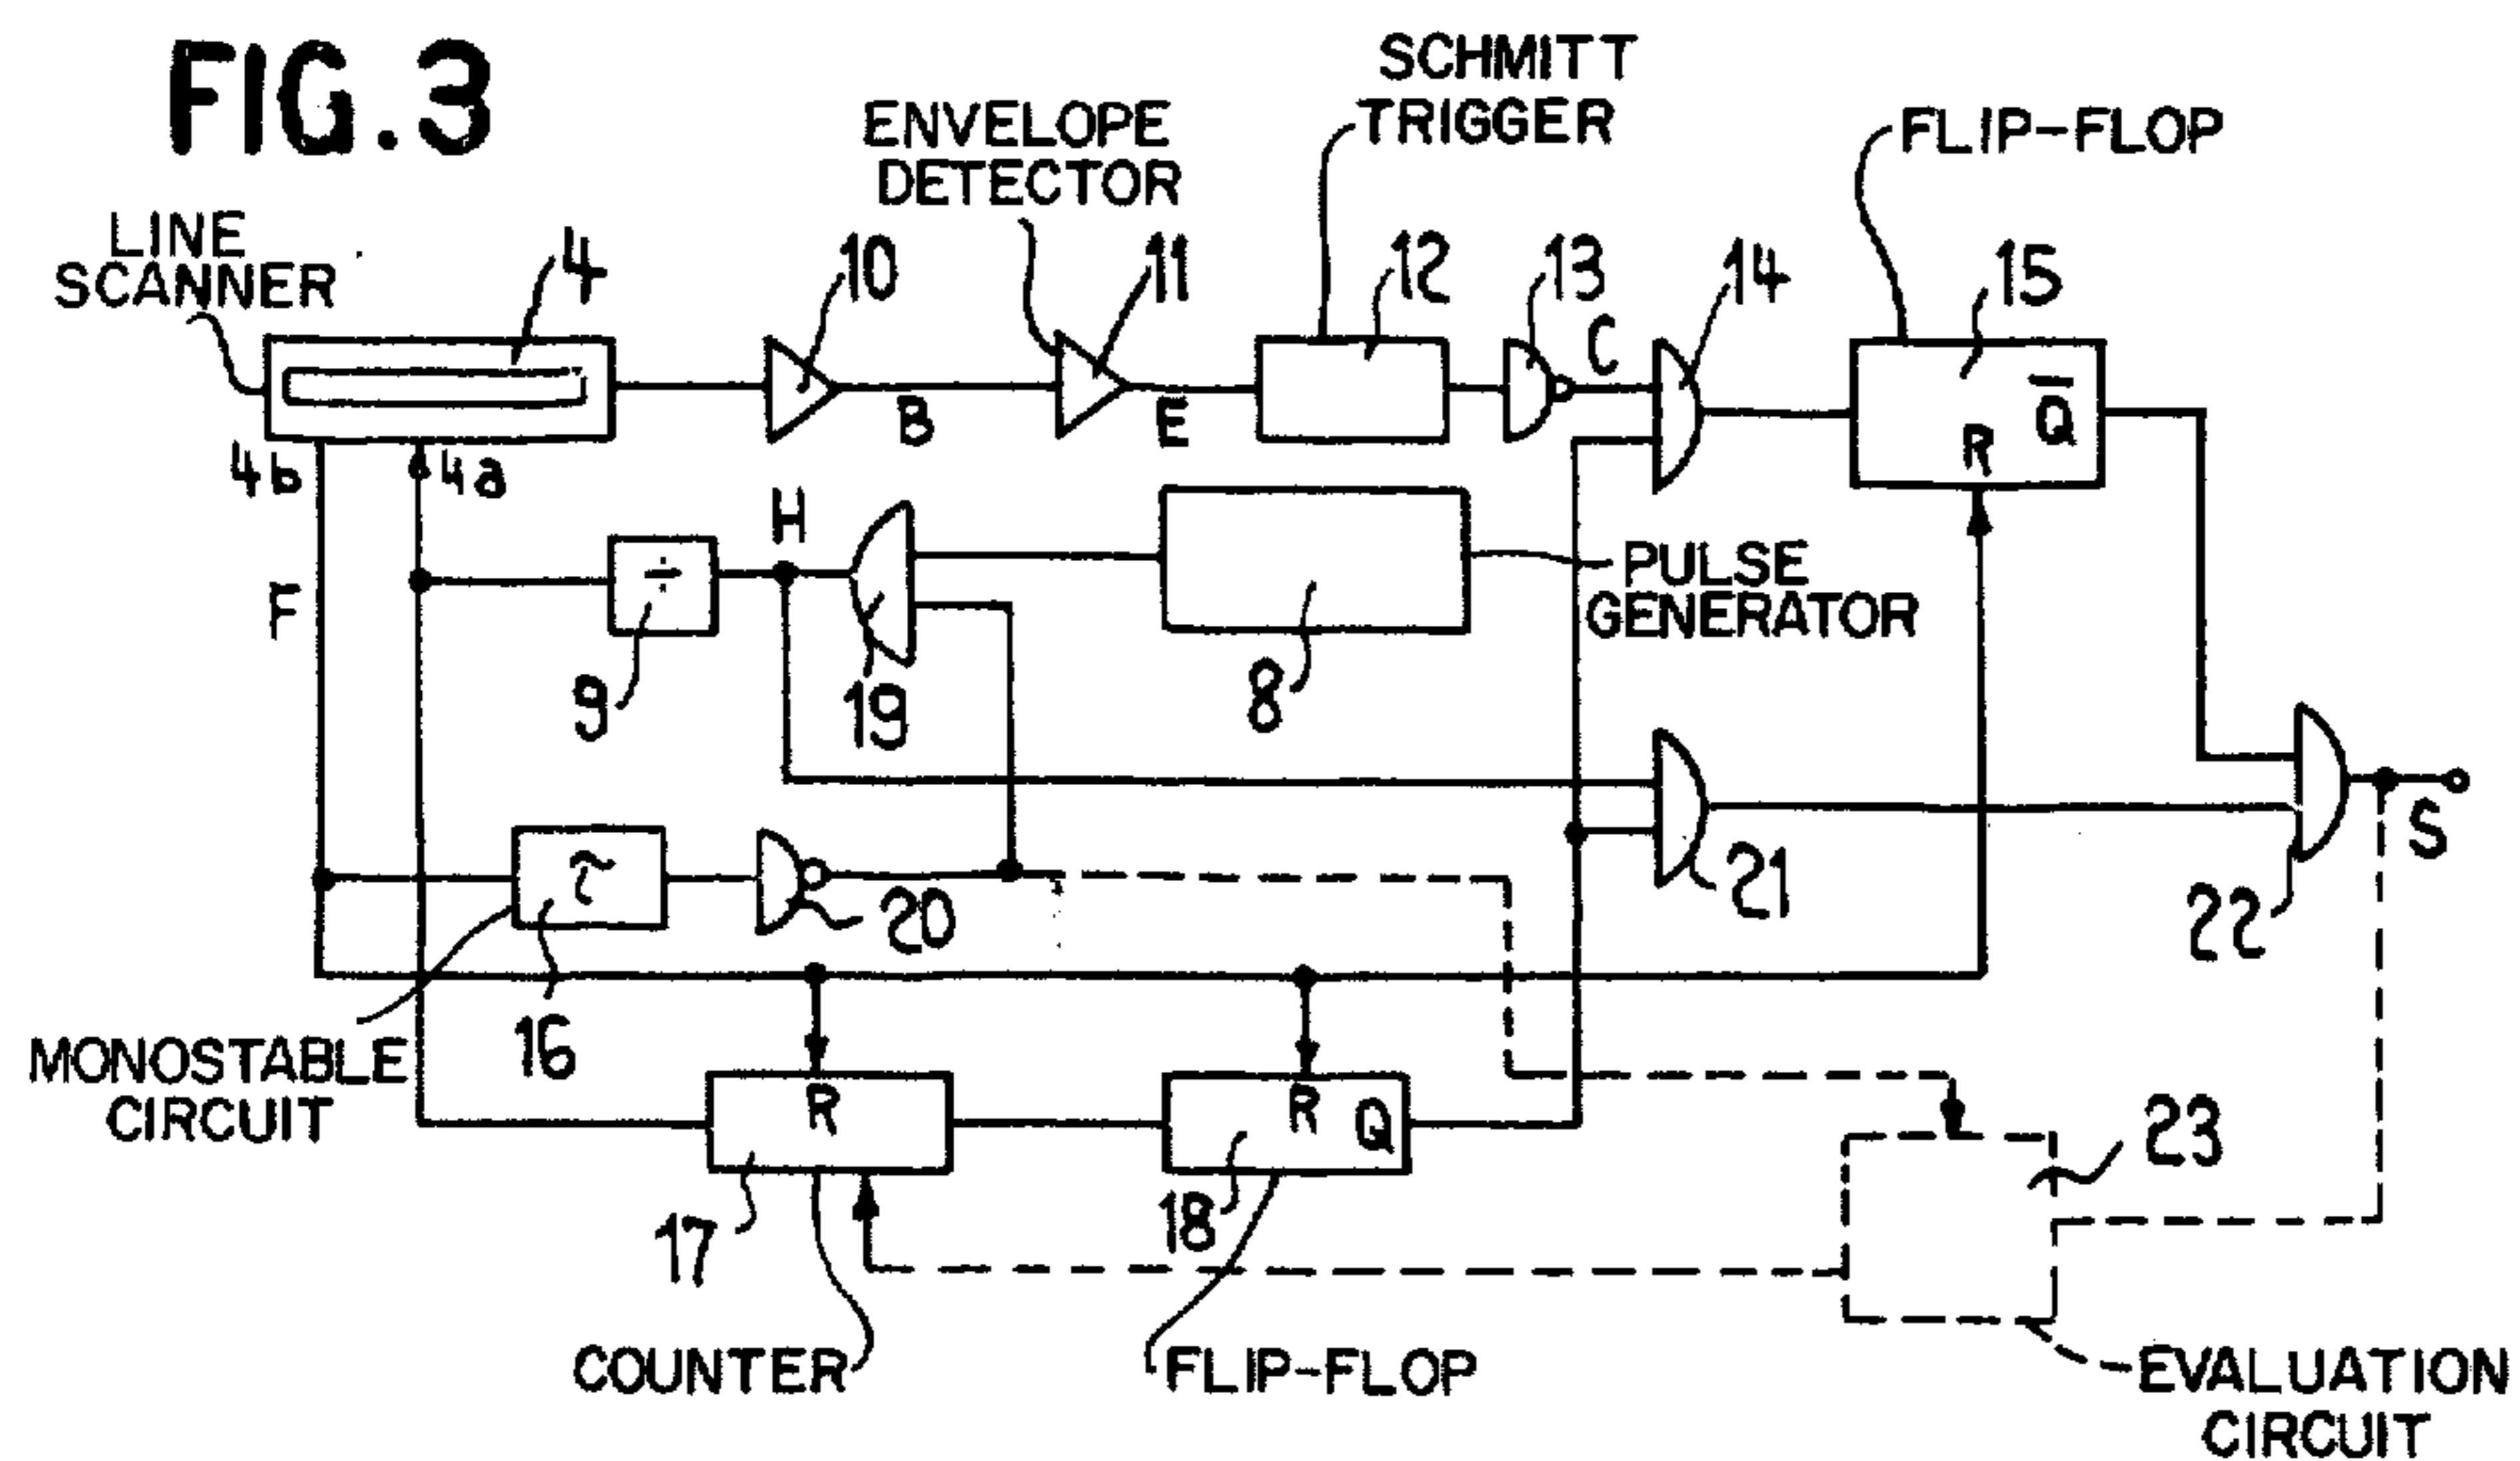 FIG.3
SCHMITT
TRIGGER
ENVELOPE
DETECTOR
FLIP-FLOP
LINE
SCANNER
4
10
11
12
13
14
15
C
B
E
R
Q̅
4b
4a
H
F
÷
PULSE
GENERATOR
9
19
8
S
τ
20
21
22
MONOSTABLE
CIRCUIT
16
R
R
Q
23
17
18
COUNTER
FLIP-FLOP
EVALUATION
CIRCUIT